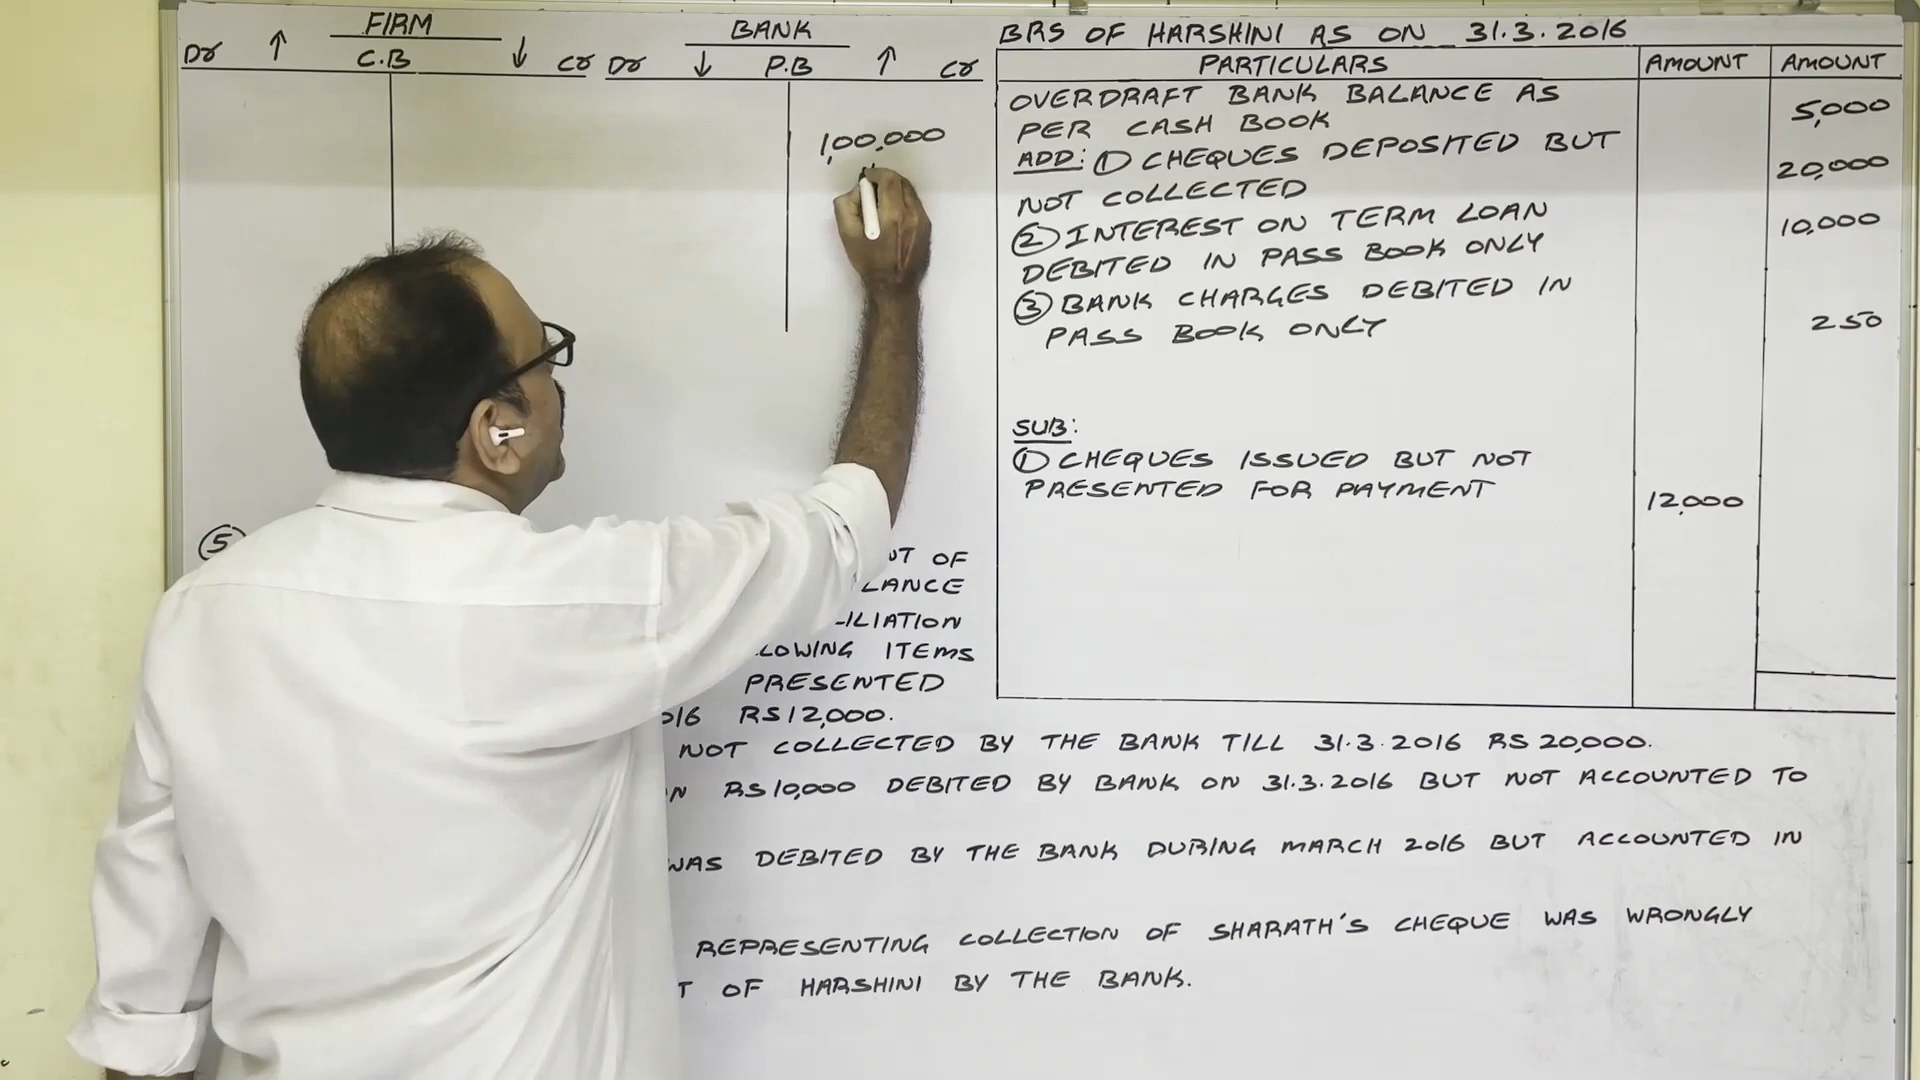 FIRM
Dr ↑ C.B ↓ Cr
BANK
Dr ↓ P.B ↑ Cr
1,00,000
BRS OF HARSHINI AS ON 31.3.2016
PARTICULARS AMOUNT AMOUNT
OVERDRAFT BANK BALANCE AS
PER CASH BOOK 5,000
ADD: ① CHEQUES DEPOSITED BUT
NOT COLLECTED 20,000
② INTEREST ON TERM LOAN
DEBITED IN PASS BOOK ONLY 10,000
③ BANK CHARGES DEBITED IN
PASS BOOK ONLY 250
SUB:
① CHEQUES ISSUED BUT NOT
PRESENTED FOR PAYMENT 12,000
⑤ OF
ITEMS
PRESENTED
RS 12,000.
NOT COLLECTED BY THE BANK TILL 31.3.2016 RS 20,000.
RS 10,000 DEBITED BY BANK ON 31.3.2016 BUT NOT ACCOUNTED TO
WAS DEBITED BY THE BANK DURING MARCH 2016 BUT ACCOUNTED IN
REPRESENTING COLLECTION OF SHARATH'S CHEQUE WAS WRONGLY
OF HARSHINI BY THE BANK.